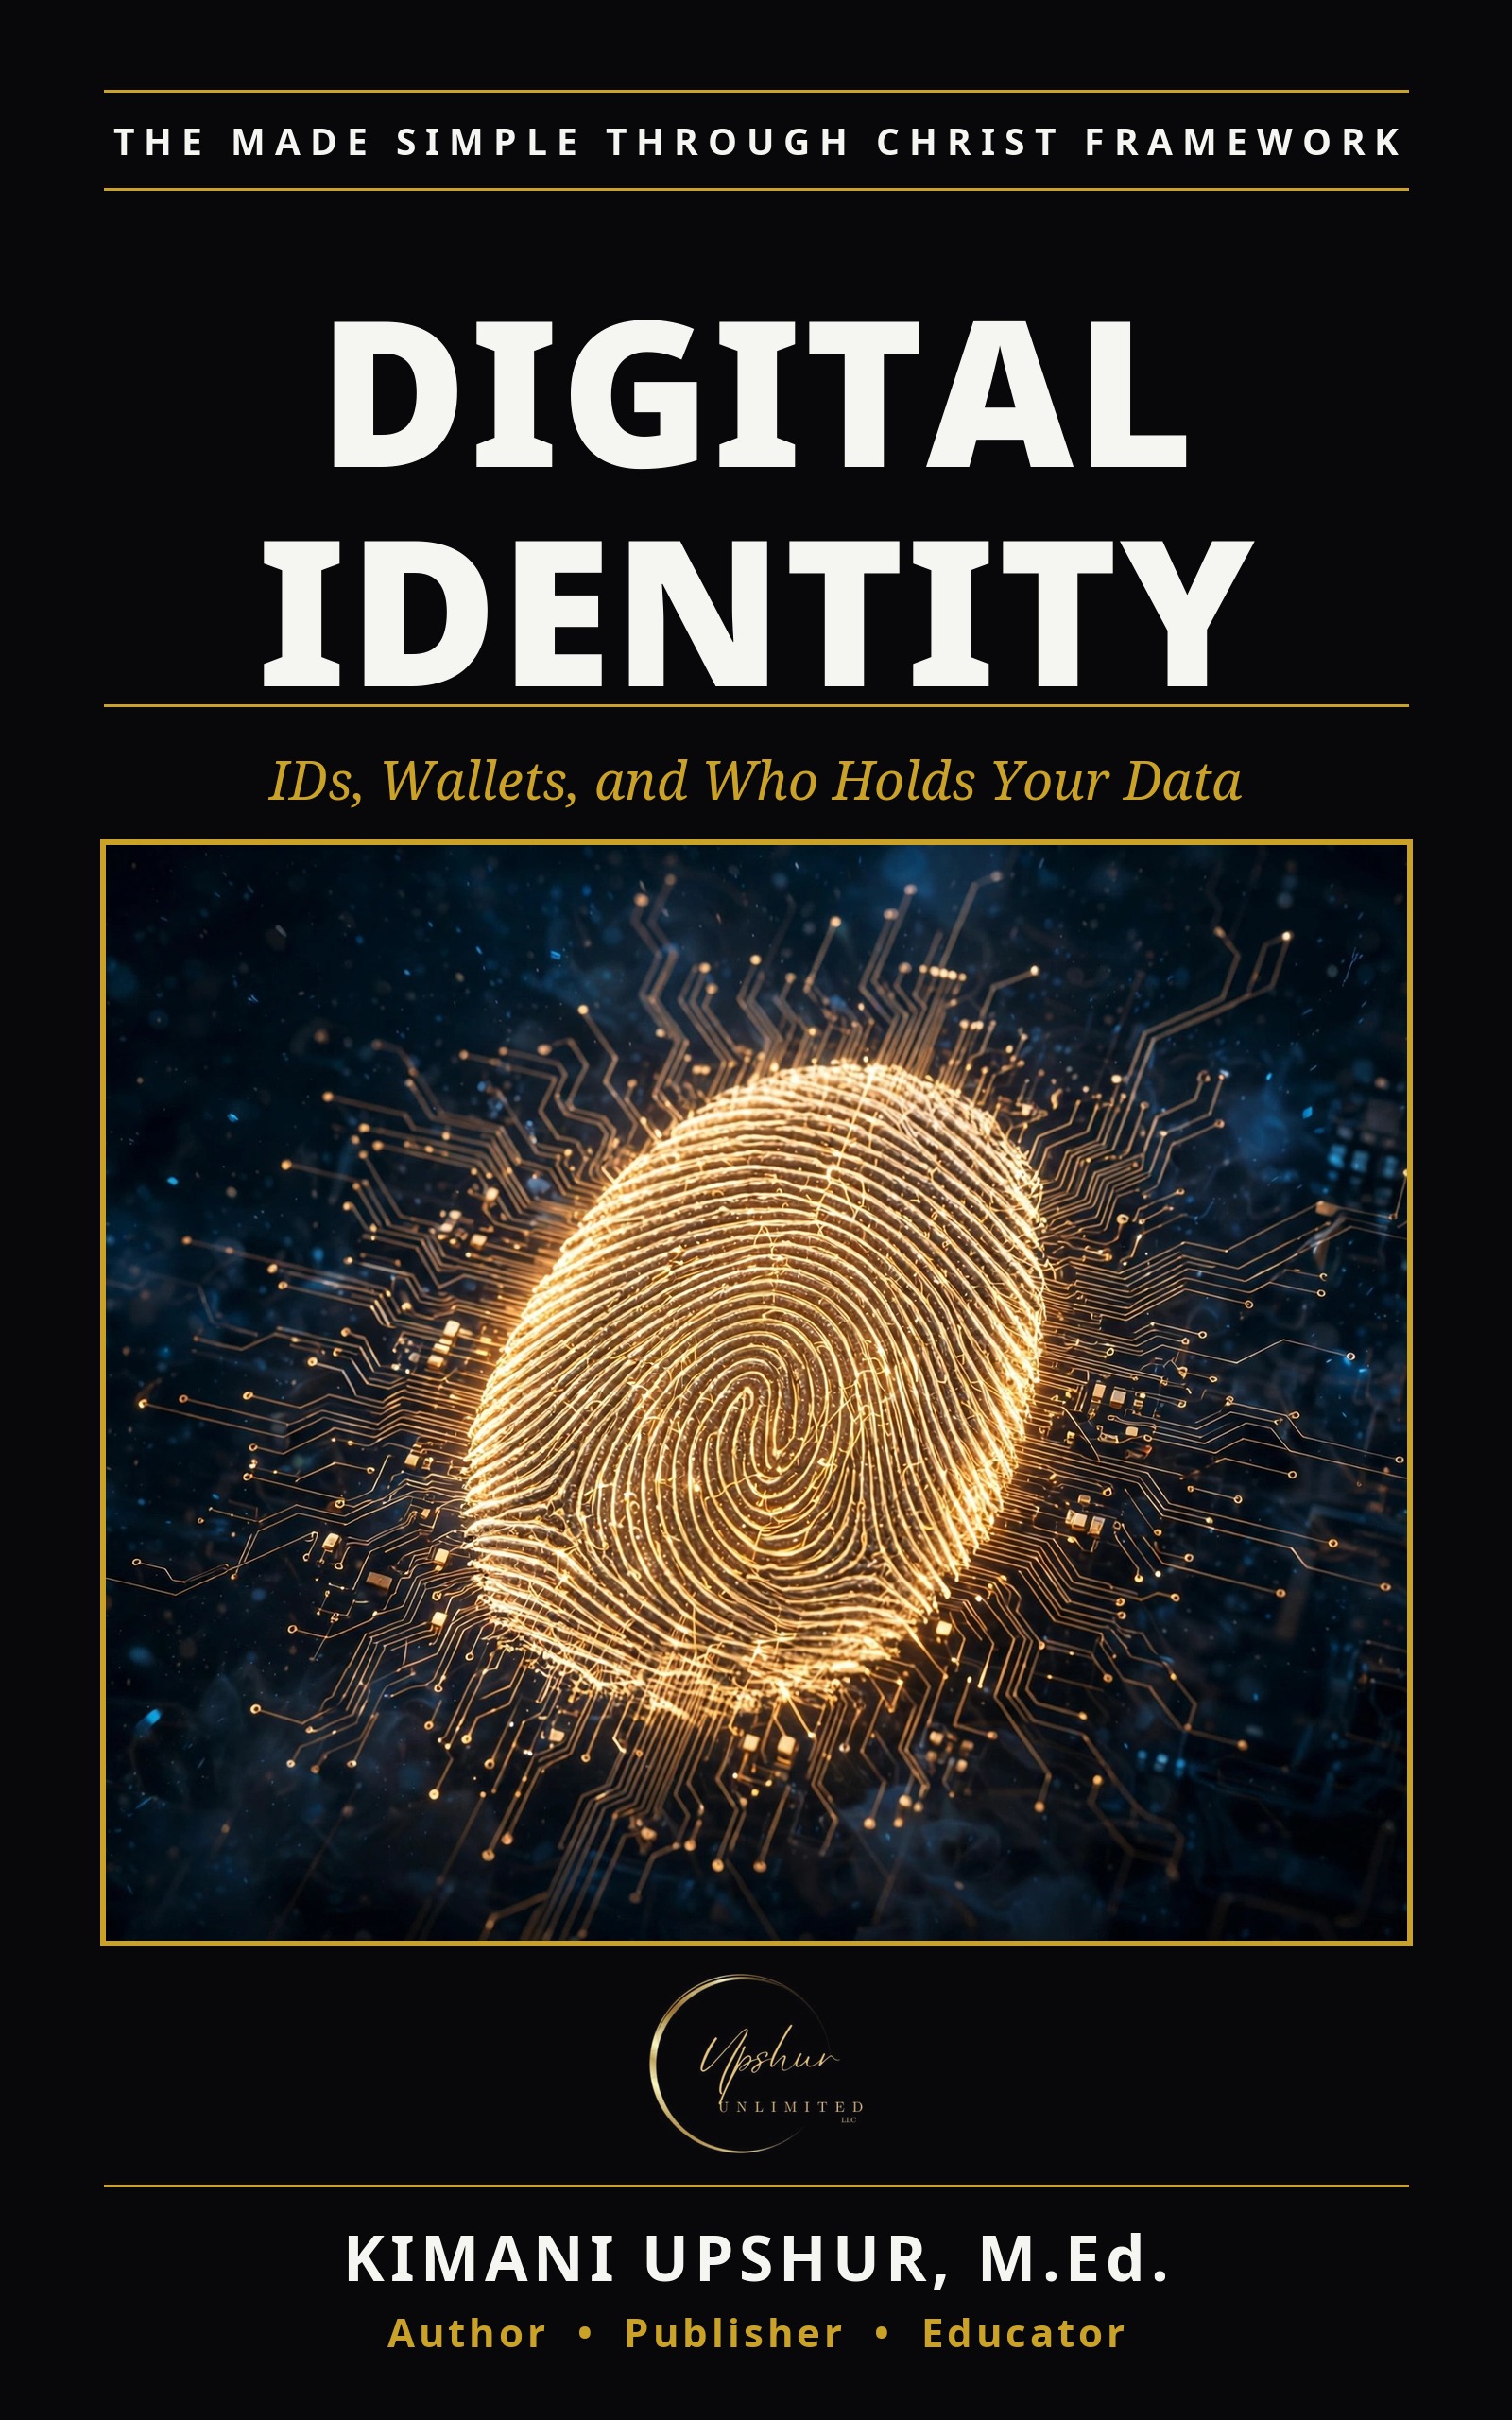 THE MADE SIMPLE THROUGH CHRIST FRAMEWORK
DIGITAL
IDENTITY
IDs, Wallets, and Who Holds Your Data
Upshur
UNLIMITED
LLC
KIMANI UPSHUR, M.Ed.
Author • Publisher • Educator